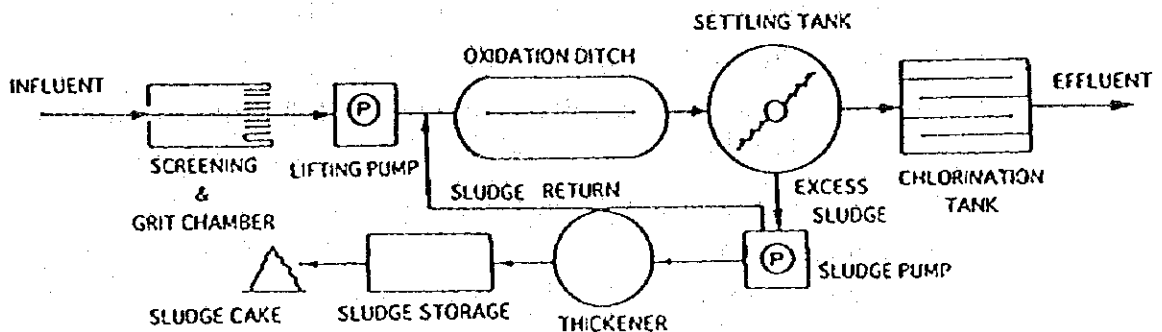 SETTLING TANK
OXIDATION DITCH
INFLUENT
EFFLUENT
P
SCREENING
&
GRIT CHAMBER
LIFTING PUMP
SLUDGE RETURN
EXCESS
SLUDGE
CHLORINATION
TANK
P
SLUDGE PUMP
SLUDGE CAKE
SLUDGE STORAGE
THICKENER